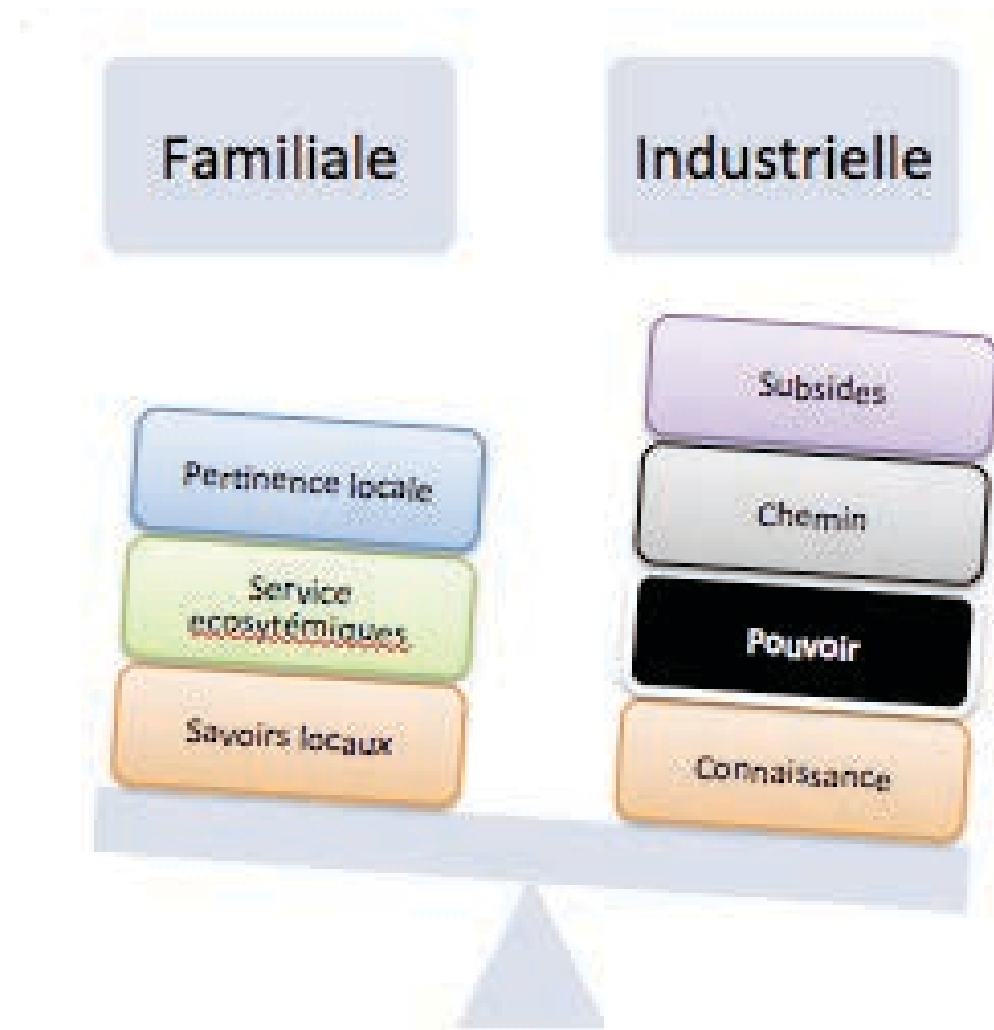 Familiale
Industrielle
Pertinence locale
Service
ecosytémiques
Savoirs locaux
Subsides
Chemin
Pouvoir
Connaissance